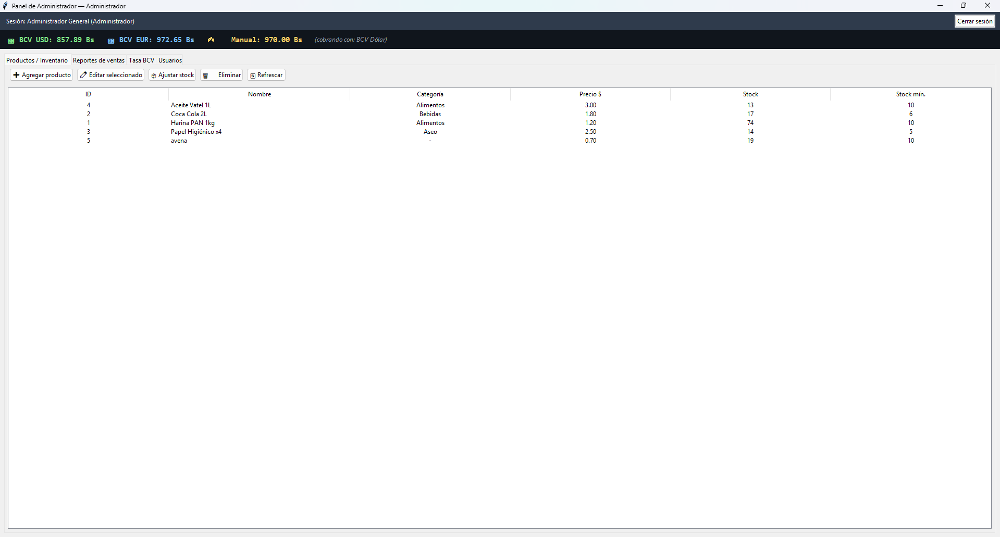 Panel de Administrador — Administrador
Sesión: Administrador General (Administrador) Cerrar sesión
BCV USD: 857.89 Bs BCV EUR: 972.65 Bs Manual: 970.00 Bs (cobrando con: BCV Dólar)
Productos / Inventario Reportes de ventas Tasa BCV Usuarios
Agregar producto Editar seleccionado Ajustar stock Eliminar Refrescar
ID Nombre Categoría Precio $ Stock Stock mín.
4 Aceite Vatel 1L Alimentos 3.00 13 10
2 Coca Cola 2L Bebidas 1.80 17 6
1 Harina PAN 1kg Alimentos 1.20 74 10
3 Papel Higiénico x4 Aseo 2.50 14 5
5 avena - 0.70 19 10